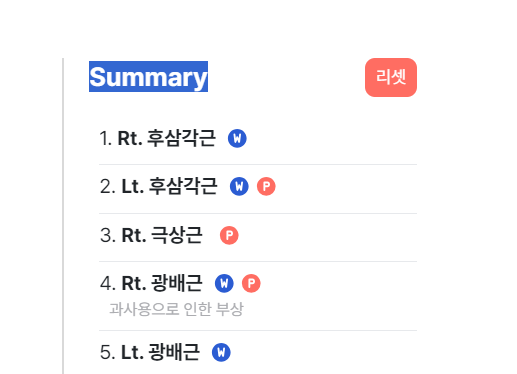 Summary
리셋
1. Rt. 후삼각근 W
2. Lt. 후삼각근 W P
3. Rt. 극상근 P
4. Rt. 광배근 W P
과사용으로 인한 부상
5. Lt. 광배근 W